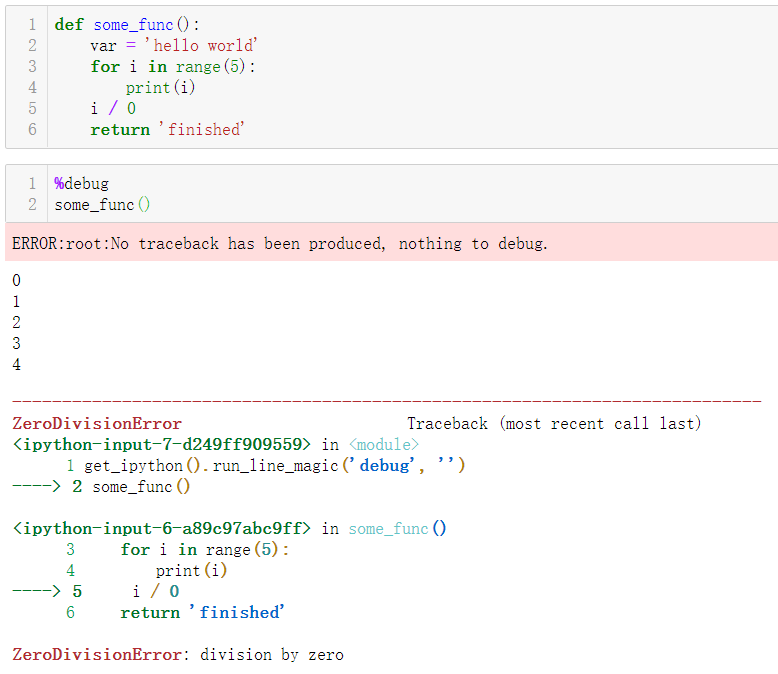 1 def some_func():
2     var = 'hello world'
3     for i in range(5):
4         print(i)
5     i / 0
6     return 'finished'
1 %debug
2 some_func()
ERROR:root:No traceback has been produced, nothing to debug.
0
1
2
3
4
---------------------------------------------------------------------------
ZeroDivisionError                         Traceback (most recent call last)
<ipython-input-7-d249ff909559> in <module>
      1 get_ipython().run_line_magic('debug', '')
----> 2 some_func()
<ipython-input-6-a89c97abc9ff> in some_func()
      3     for i in range(5):
      4         print(i)
----> 5     i / 0
      6     return 'finished'
ZeroDivisionError: division by zero